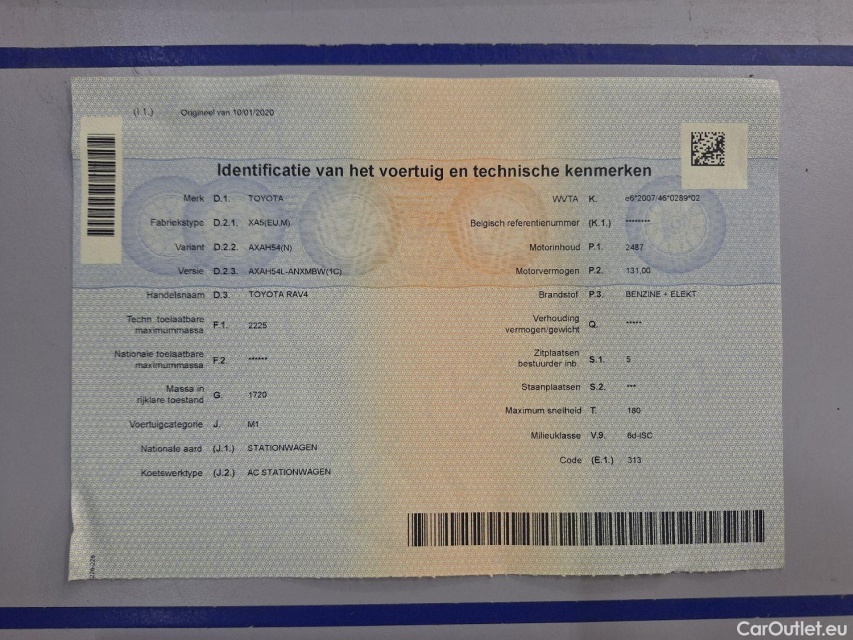 (I.1.) Origineel van 10/01/2020
Identificatie van het voertuig en technische kenmerken
Merk D.1. TOYOTA
Fabriekstype D.2.1. XA5(EU,M)
Variant D.2.2. AXAH54(N)
Versie D.2.3. AXAH54L-ANXMBW(1C)
Handelsnaam D.3. TOYOTA RAV4
Techn toelaatbare
maximummassa F.1. 2225
Nationale toelaatbare
maximummassa F.2. ******
Massa in
rijklare toestand G. 1720
Voertuigcategorie J. M1
Nationale aard (J.1.) STATIONWAGEN
Koetswerktype (J.2.) AC STATIONWAGEN
WVTA K. e6*2007/46*0289*02
Belgisch referentienummer (K.1.) ********
Motorinhoud P.1. 2487
Motorvermogen P.2. 131,00
Brandstof P.3. BENZINE + ELEKT
Verhouding
vermogen/gewicht Q. *****
Zitplaatsen
bestuurder inb. S.1. 5
Staanplaatsen S.2. ***
Maximum snelheid T. 180
Milieuklasse V.9. 6d-ISC
Code (E.1.) 313
CarOutlet.eu